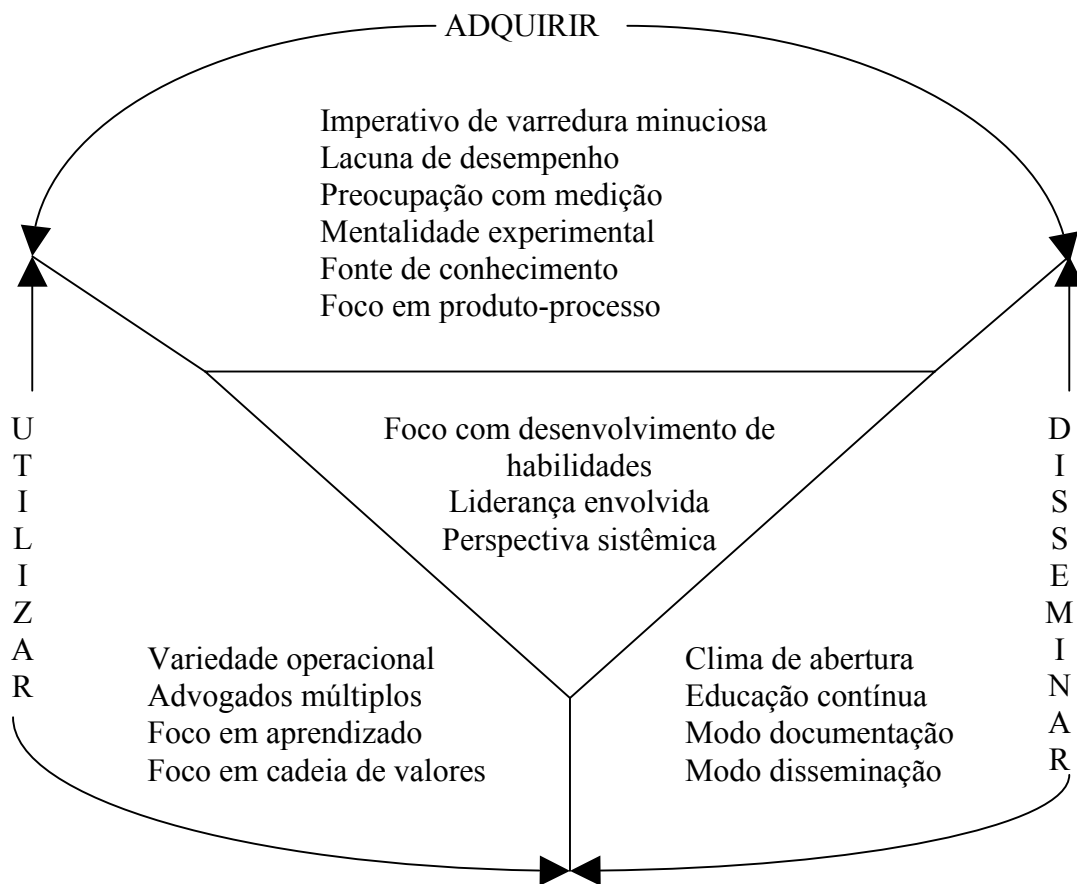 ADQUIRIR
Imperativo de varredura minuciosa
Lacuna de desempenho
Preocupação com medição
Mentalidade experimental
Fonte de conhecimento
Foco em produto-processo
Foco com desenvolvimento de
habilidades
Liderança envolvida
Perspectiva sistêmica
UTILIZAR
DISSEMINAR
Variedade operacional
Advogados múltiplos
Foco em aprendizado
Foco em cadeia de valores
Clima de abertura
Educação contínua
Modo documentação
Modo disseminação